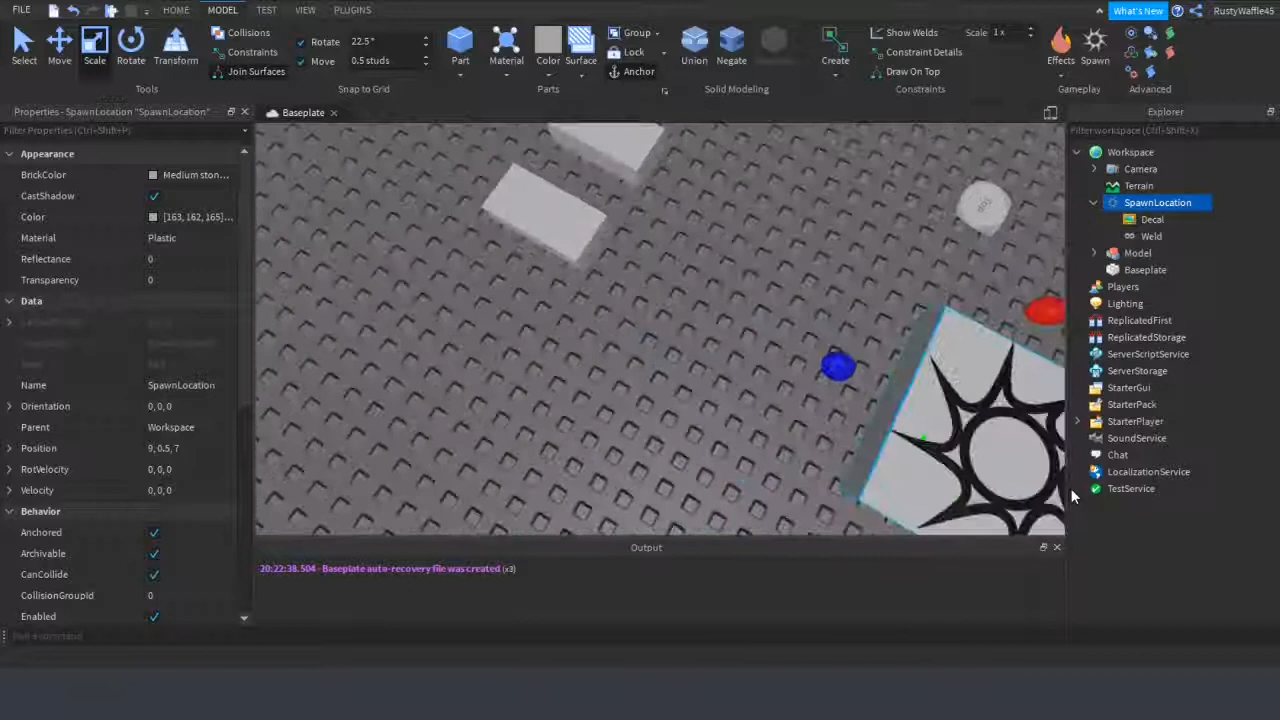 FILE HOME MODEL TEST VIEW PLUGINS What's New RustyWaffle45
Select Move Scale Rotate Transform
Collisions
Constraints
Join Surfaces
Rotate 22.5°
Move 0.5 studs
Part Material Color Surface
Group
Lock
Anchor
Union Negate
Create
Show Welds Scale 1 x
Constraint Details
Draw On Top
Effects Spawn
Tools Snap to Grid Parts Solid Modeling Constraints Gameplay Advanced
Properties - SpawnLocation "SpawnLocation"
Filter Properties (Ctrl+Shift+P)
Appearance
BrickColor Medium ston...
CastShadow
Color [163, 162, 165]...
Material Plastic
Reflectance 0
Transparency 0
Data
Name SpawnLocation
Orientation 0, 0, 0
Parent Workspace
Position 9, 0.5, 7
RotVelocity 0, 0, 0
Velocity 0, 0, 0
Behavior
Anchored
Archivable
CanCollide
CollisionGroupId 0
Enabled
Baseplate
Output
20:22:38.504 - Baseplate auto-recovery file was created (x3)
Explorer
Filter workspace (Ctrl+Shift+X)
Workspace
Camera
Terrain
SpawnLocation
Decal
Weld
Model
Baseplate
Players
Lighting
ReplicatedFirst
ReplicatedStorage
ServerScriptService
ServerStorage
StarterGui
StarterPack
StarterPlayer
SoundService
Chat
LocalizationService
TestService